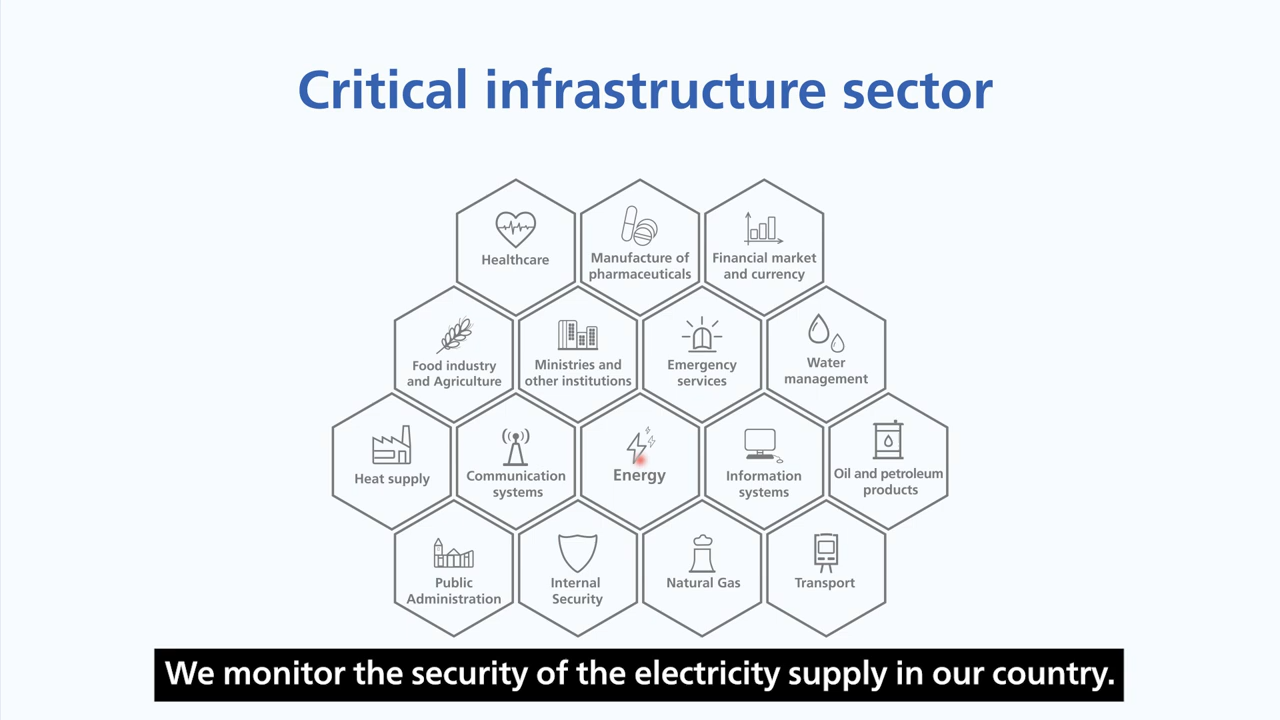 Critical infrastructure sector
Healthcare
Manufacture of
pharmaceuticals
Financial market
and currency
Food industry
and Agriculture
Ministries and
other institutions
Emergency
services
Water
management
Heat supply
Communication
systems
Energy
Information
systems
Oil and petroleum
products
Public
Administration
Internal
Security
Natural Gas
Transport
We monitor the security of the electricity supply in our country.